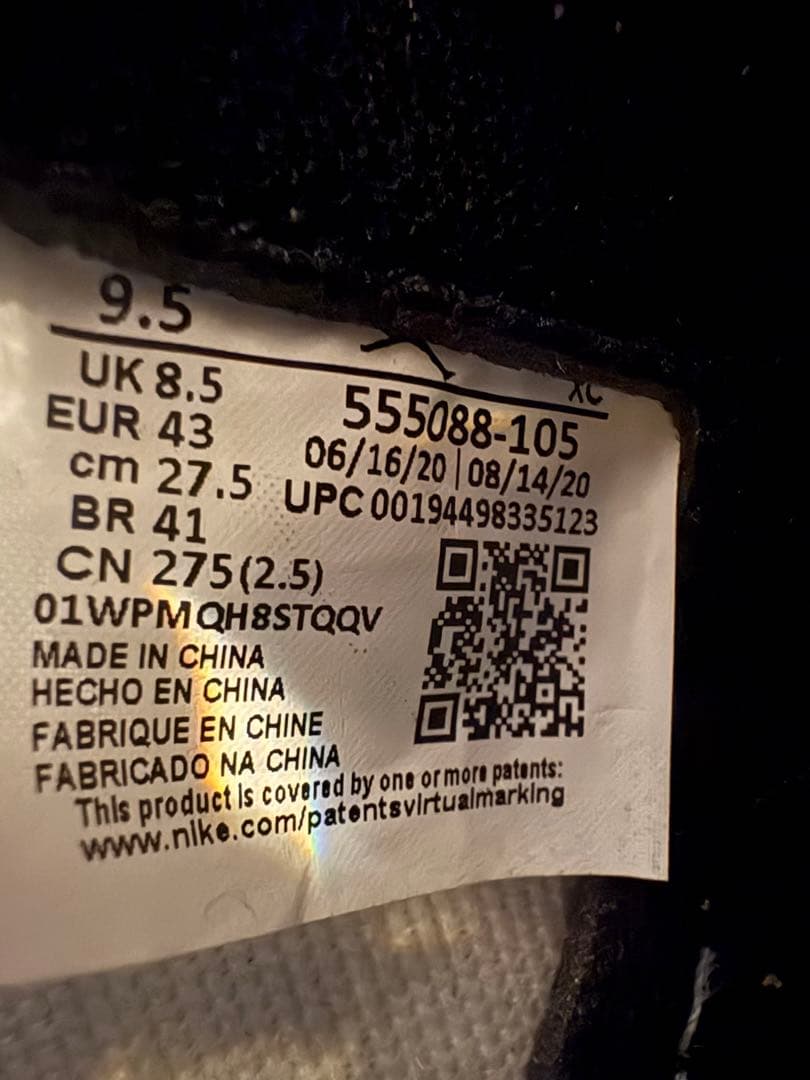 9.5
XC
UK 8.5
555088-105
EUR 43
06/16/20 | 08/14/20
cm 27.5
UPC 00194498335123
BR 41
CN 275(2.5)
01WPMQH8STQQV
MADE IN CHINA
HECHO EN CHINA
FABRIQUE EN CHINE
FABRICADO NA CHINA
This product is covered by one or more patents:
www.nike.com/patentsvirtualmarking